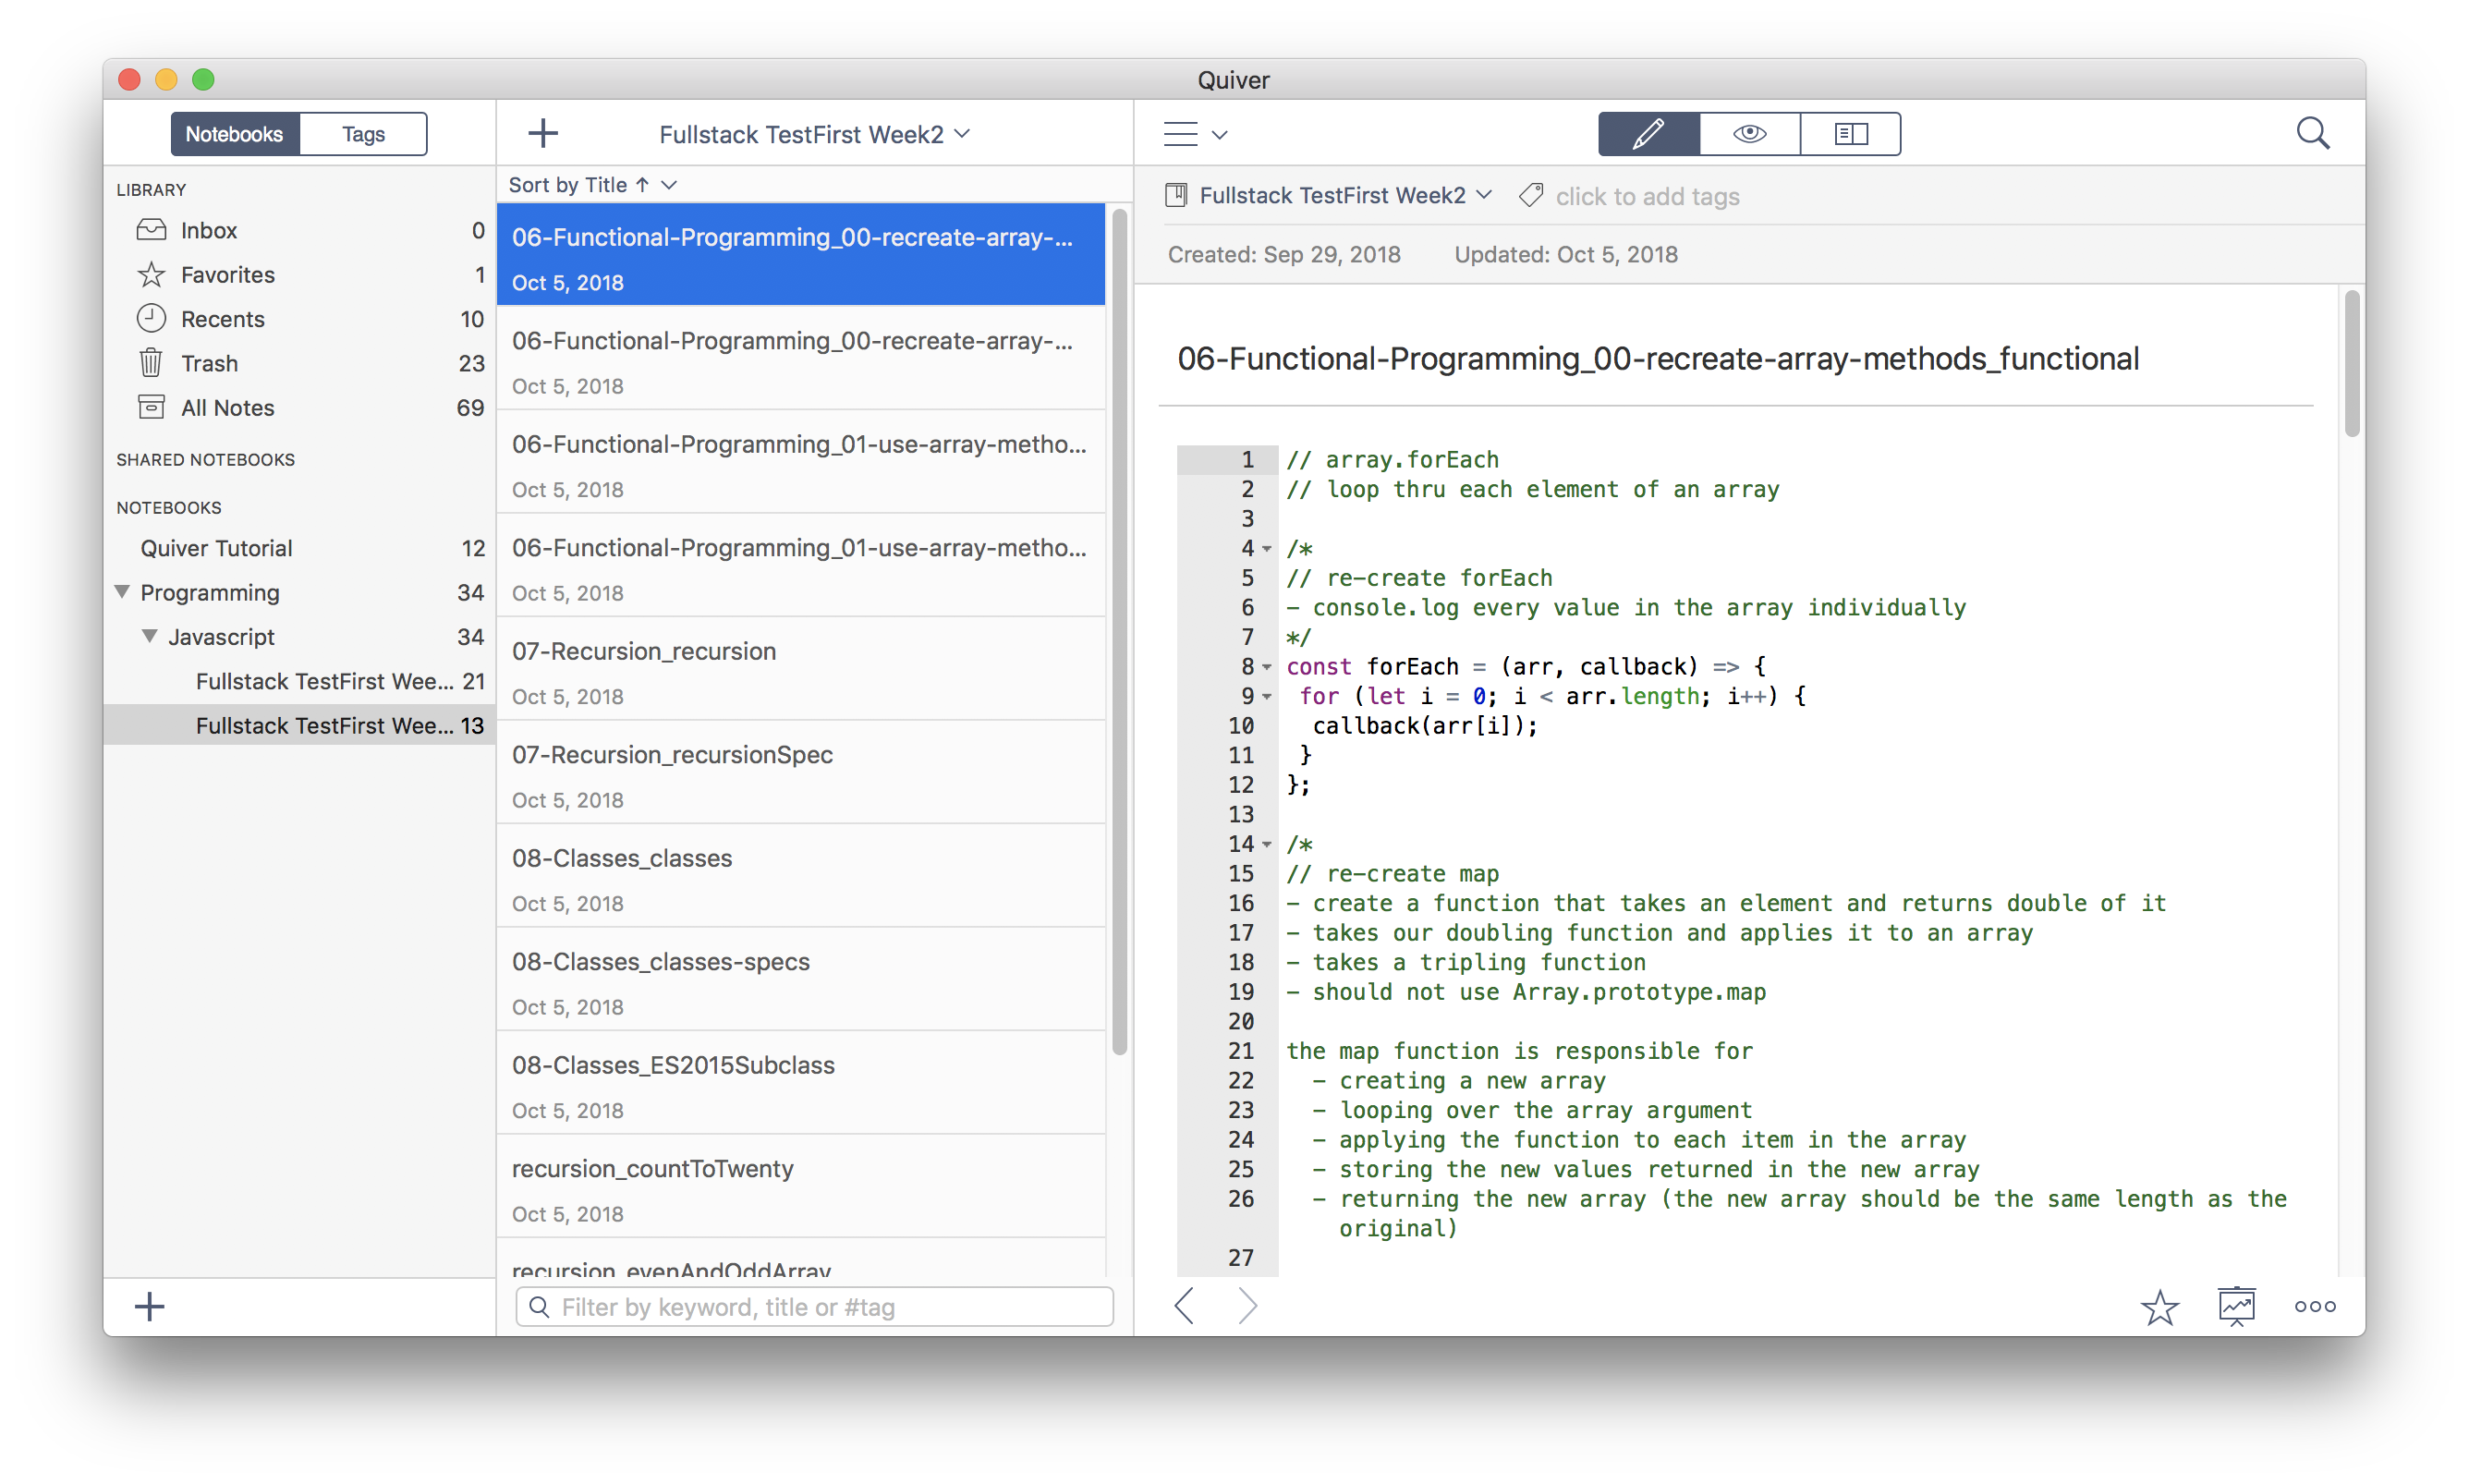 Quiver
Notebooks Tags
LIBRARY
Inbox 0
Favorites 1
Recents 10
Trash 23
All Notes 69
SHARED NOTEBOOKS
NOTEBOOKS
Quiver Tutorial 12
Programming 34
Javascript 34
Fullstack TestFirst Wee... 21
Fullstack TestFirst Wee... 13
Fullstack TestFirst Week2
Sort by Title ↑
06-Functional-Programming_00-recreate-array-...
Oct 5, 2018
06-Functional-Programming_00-recreate-array-...
Oct 5, 2018
06-Functional-Programming_01-use-array-metho...
Oct 5, 2018
06-Functional-Programming_01-use-array-metho...
Oct 5, 2018
07-Recursion_recursion
Oct 5, 2018
07-Recursion_recursionSpec
Oct 5, 2018
08-Classes_classes
Oct 5, 2018
08-Classes_classes-specs
Oct 5, 2018
08-Classes_ES2015Subclass
Oct 5, 2018
recursion_countToTwenty
Oct 5, 2018
recursion_evenAndOddArray
Filter by keyword, title or #tag
Fullstack TestFirst Week2 click to add tags
Created: Sep 29, 2018 Updated: Oct 5, 2018
06-Functional-Programming_00-recreate-array-methods_functional
1 // array.forEach
2 // loop thru each element of an array
3
4 /*
5 // re-create forEach
6 - console.log every value in the array individually
7 */
8 const forEach = (arr, callback) => {
9 for (let i = 0; i < arr.length; i++) {
10 callback(arr[i]);
11 }
12 };
13
14 /*
15 // re-create map
16 - create a function that takes an element and returns double of it
17 - takes our doubling function and applies it to an array
18 - takes a tripling function
19 - should not use Array.prototype.map
20
21 the map function is responsible for
22 - creating a new array
23 - looping over the array argument
24 - applying the function to each item in the array
25 - storing the new values returned in the new array
26 - returning the new array (the new array should be the same length as the
original)
27